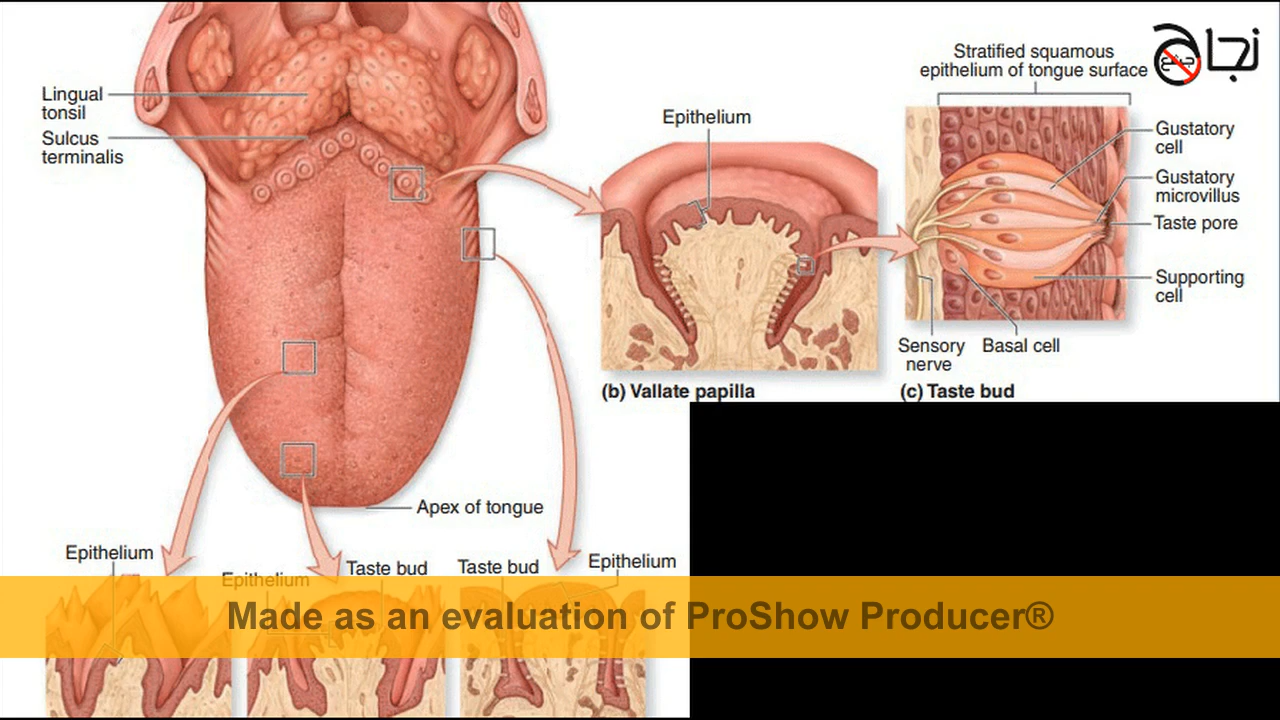 نجاح
Stratified squamous
epithelium of tongue surface
Lingual
tonsil
Sulcus
terminalis
Epithelium
Gustatory
cell
Gustatory
microvillus
Taste pore
Supporting
cell
Sensory
nerve
Basal cell
(b) Vallate papilla
(c) Taste bud
Apex of tongue
Epithelium
Epithelium
Taste bud
Taste bud
Epithelium
Made as an evaluation of ProShow Producer®